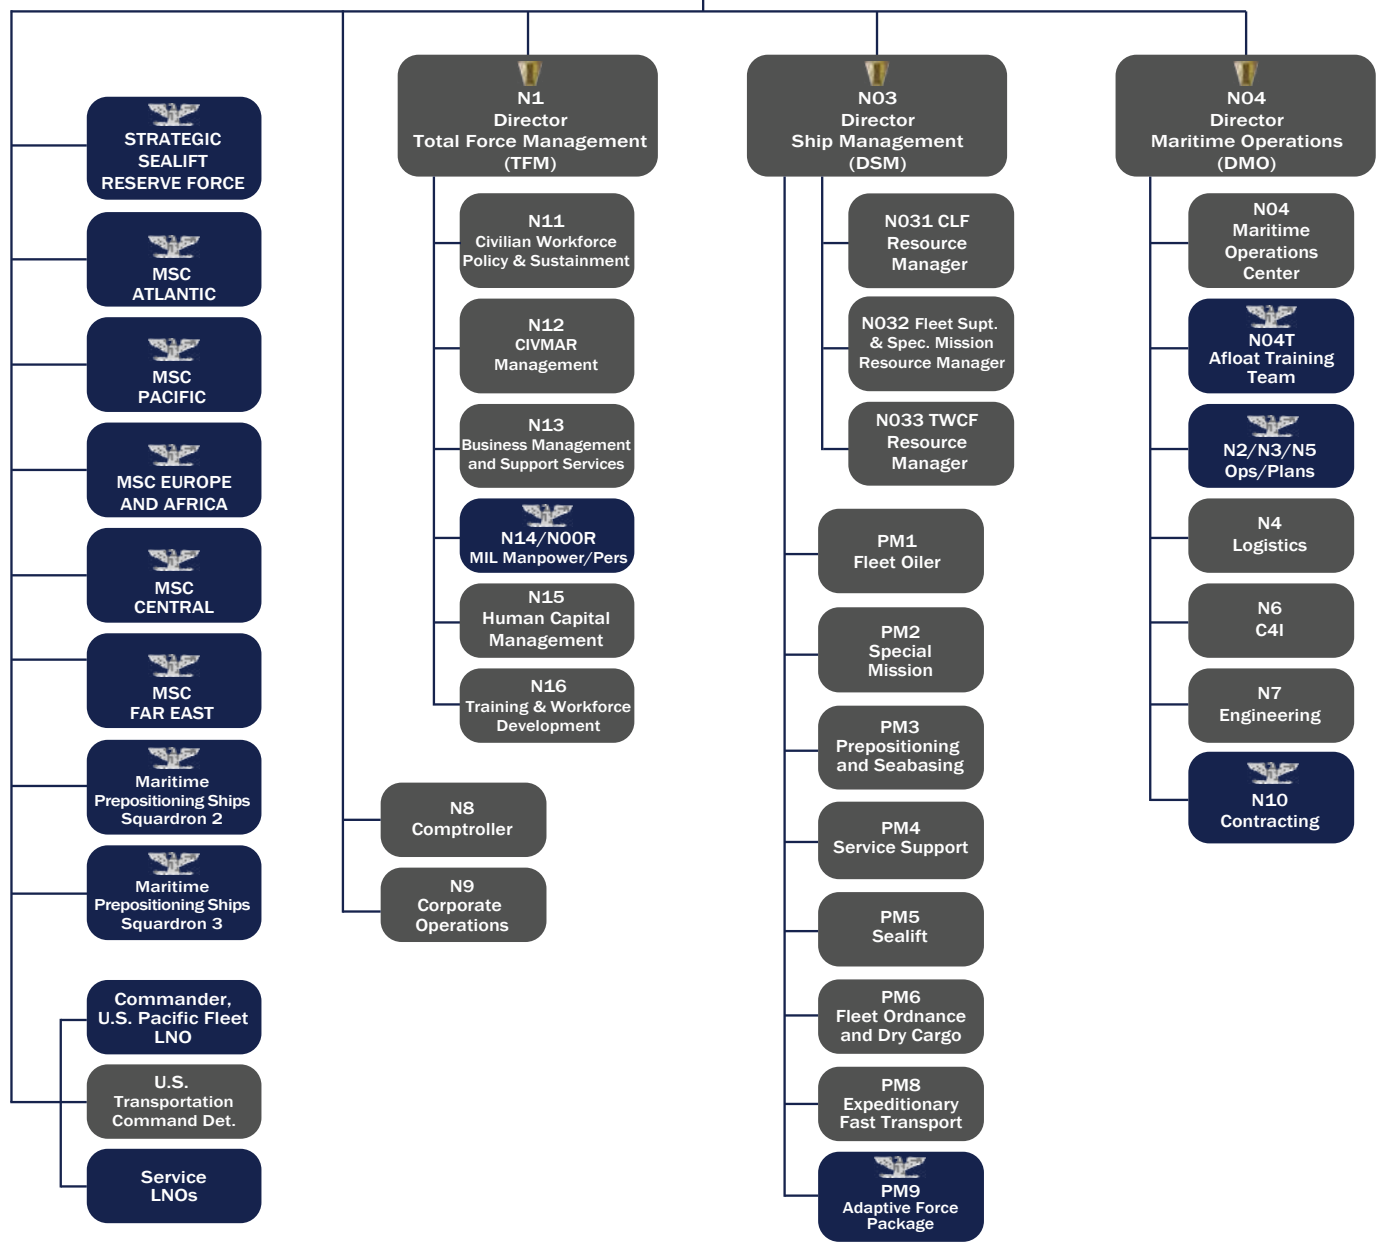 STRATEGIC
SEALIFT
RESERVE FORCE
MSC
ATLANTIC
MSC
PACIFIC
MSC EUROPE
AND AFRICA
MSC
CENTRAL
MSC
FAR EAST
Maritime
Prepositioning Ships
Squardron 2
Maritime
Prepositioning Ships
Squardron 3
Commander,
U.S. Pacific Fleet
LNO
U.S.
Transportation
Command Det.
Service
LNOs
N1
Director
Total Force Management
(TFM)
N11
Civilian Workforce
Policy & Sustainment
N12
CIVMAR
Management
N13
Business Management
and Support Services
N14/N00R
MIL Manpower/Pers
N15
Human Capital
Management
N16
Training & Workforce
Development
N8
Comptroller
N9
Corporate
Operations
N03
Director
Ship Management
(DSM)
N031 CLF
Resource
Manager
N032 Fleet Supt.
& Spec. Mission
Resource Manager
N033 TWCF
Resource
Manager
PM1
Fleet Oiler
PM2
Special
Mission
PM3
Prepositioning
and Seabasing
PM4
Service Support
PM5
Sealift
PM6
Fleet Ordnance
and Dry Cargo
PM8
Expeditionary
Fast Transport
PM9
Adaptive Force
Package
N04
Director
Maritime Operations
(DMO)
N04
Maritime
Operations
Center
N04T
Afloat Training
Team
N2/N3/N5
Ops/Plans
N4
Logistics
N6
C4I
N7
Engineering
N10
Contracting